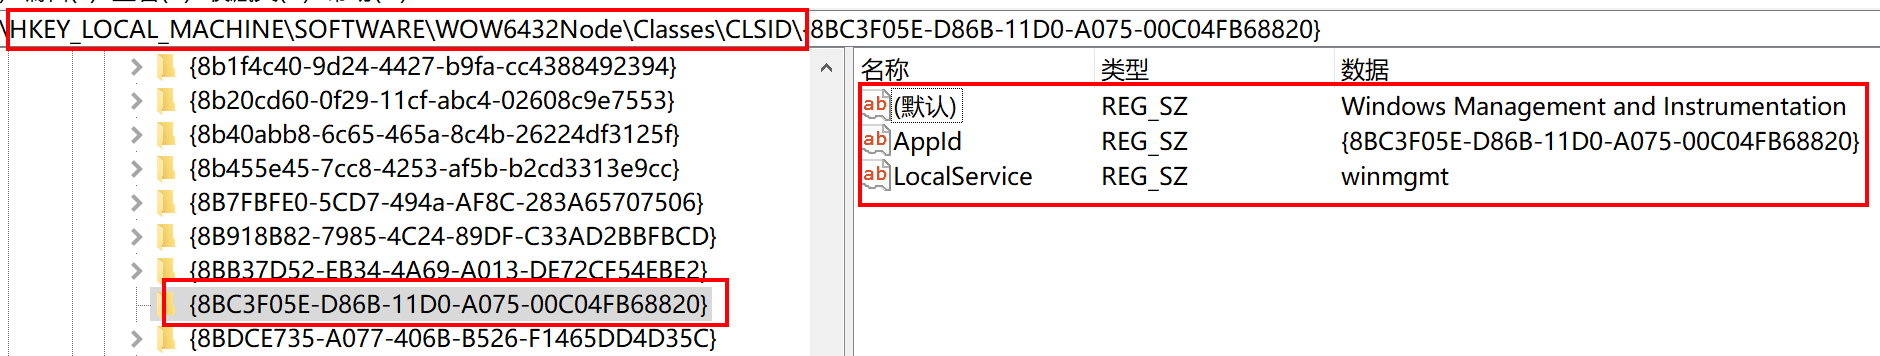 HKEY_LOCAL_MACHINE\SOFTWARE\WOW6432Node\Classes\CLSID\{8BC3F05E-D86B-11D0-A075-00C04FB68820}
{8b1f4c40-9d24-4427-b9fa-cc4388492394}
{8b20cd60-0f29-11cf-abc4-02608c9e7553}
{8b40abb8-6c65-465a-8c4b-26224df3125f}
{8b455e45-7cc8-4253-af5b-b2cd3313e9cc}
{8B7FBFE0-5CD7-494a-AF8C-283A65707506}
{8B918B82-7985-4C24-89DF-C33AD2BBFBCD}
{8BB37D52-EB34-4A69-A013-DE72CF54EBE2}
{8BC3F05E-D86B-11D0-A075-00C04FB68820}
{8BDCE735-A077-406B-B526-F1465DD4D35C}
名称 类型 数据
ab (默认) REG_SZ Windows Management and Instrumentation
ab AppId REG_SZ {8BC3F05E-D86B-11D0-A075-00C04FB68820}
ab LocalService REG_SZ winmgmt